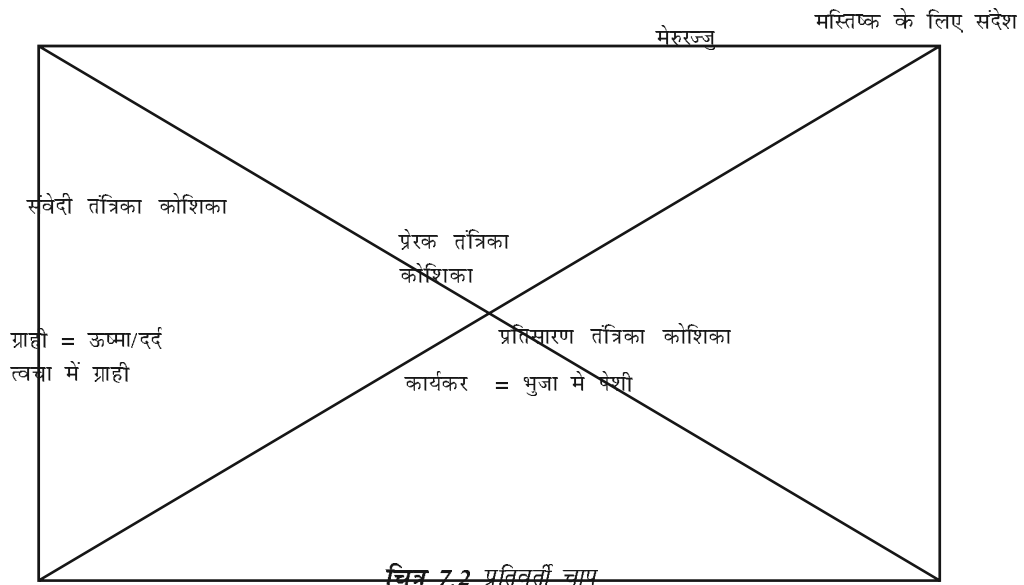 मस्तिष्क के लिए संदेश
मेरुरज्जु
संवेदी तंत्रिका कोशिका
प्रेरक तंत्रिका
कोशिका
ग्राही = ऊष्मा/दर्द
त्वचा में ग्राही
प्रतिसारण तंत्रिका कोशिका
कार्यकर = भुजा मे पेशी
चित्र 7.2 प्रतिवर्ती चाप